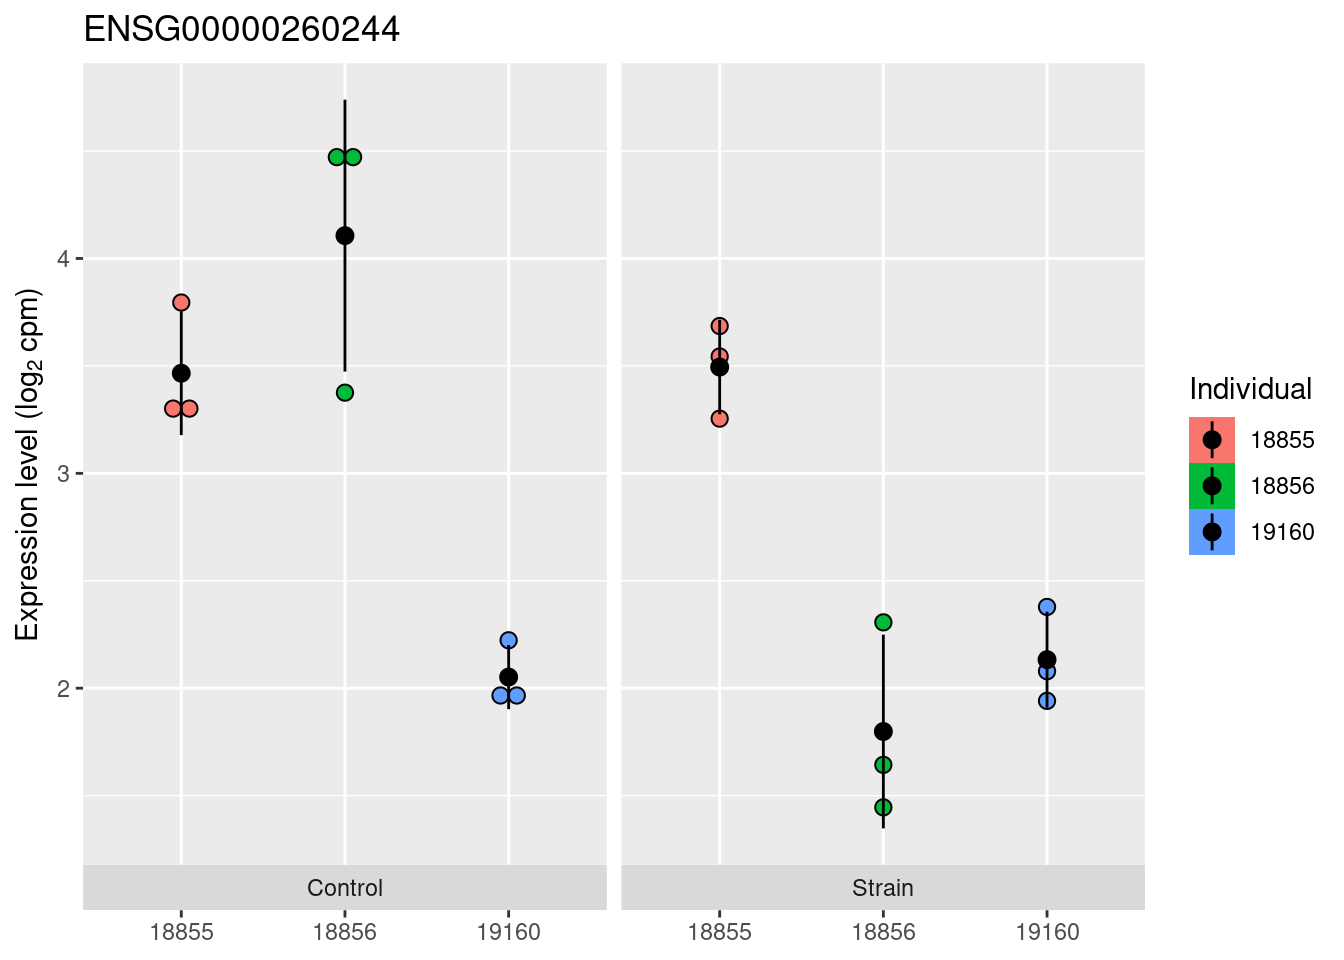 ENSG00000260244
Expression level (log₂ cpm)
4
3
2
Control
Strain
18855
18856
19160
18855
18856
19160
Individual
18855
18856
19160